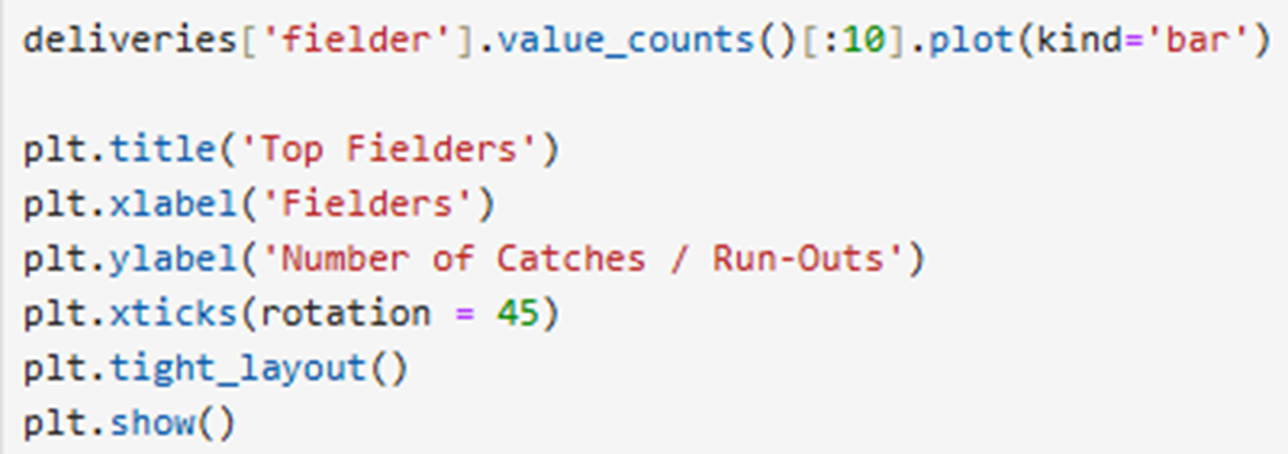 deliveries['fielder'].value_counts()[:10].plot(kind='bar')
plt.title('Top Fielders')
plt.xlabel('Fielders')
plt.ylabel('Number of Catches / Run-Outs')
plt.xticks(rotation = 45)
plt.tight_layout()
plt.show()